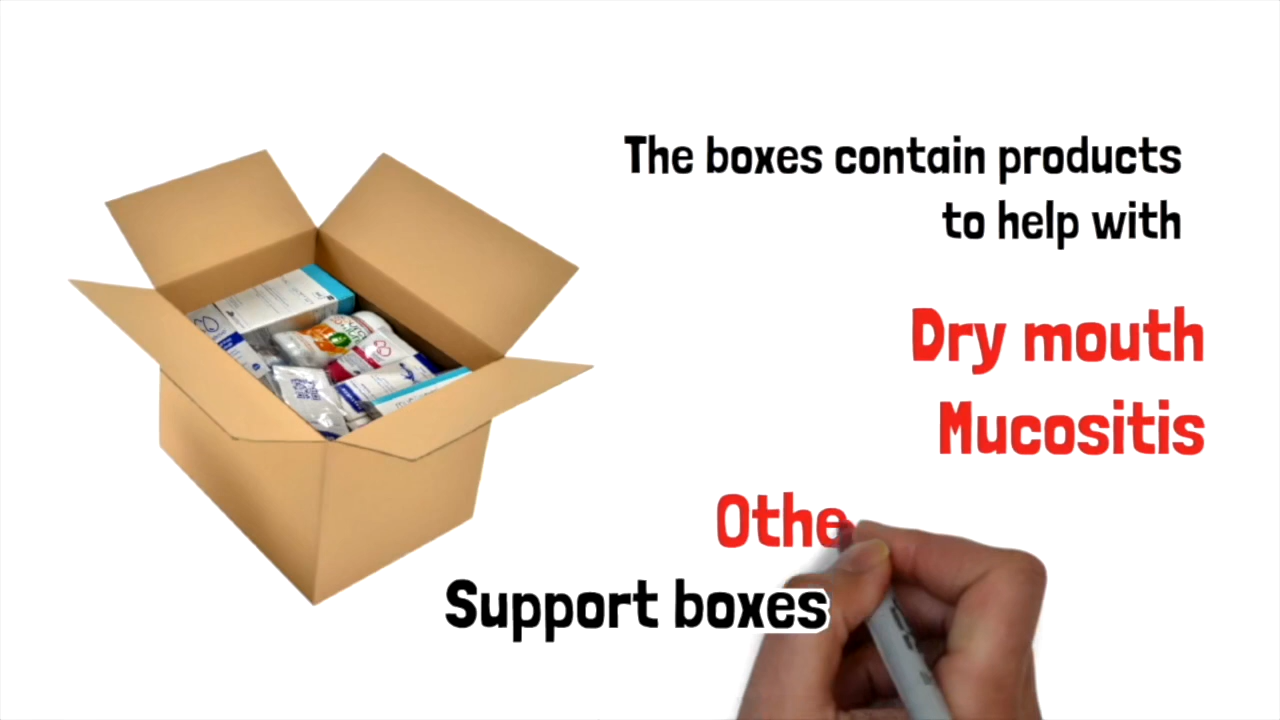 The boxes contain products
to help with
Dry mouth
Mucositis
Othe
Support boxes